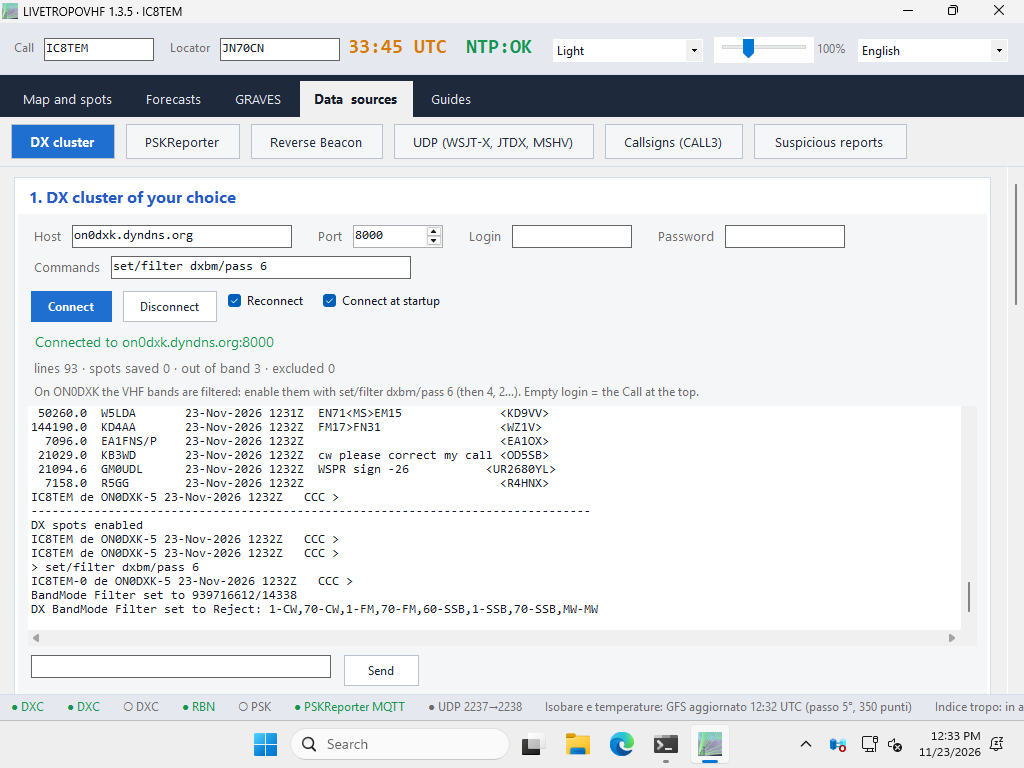 LIVETROPOVHF 1.3.5 · IC8TEM
Call IC8TEM Locator JN70CN 33:45 UTC NTP:OK Light 100% English
Map and spots Forecasts GRAVES Data sources Guides
DX cluster PSKReporter Reverse Beacon UDP (WSJT-X, JTDX, MSHV) Callsigns (CALL3) Suspicious reports
1. DX cluster of your choice
Host on0dxk.dyndns.org Port 8000 Login Password
Commands set/filter dxbm/pass 6
Connect Disconnect Reconnect Connect at startup
Connected to on0dxk.dyndns.org:8000
lines 93 · spots saved 0 · out of band 3 · excluded 0
On ON0DXK the VHF bands are filtered: enable them with set/filter dxbm/pass 6 (then 4, 2...). Empty login = the Call at the top.
50260.0 W5LDA 23-Nov-2026 1231Z EN71<MS>EM15 <KD9VV>
144190.0 KD4AA 23-Nov-2026 1232Z FM17>FN31 <WZ1V>
7096.0 EA1FNS/P 23-Nov-2026 1232Z <EA1OX>
21029.0 KB3WD 23-Nov-2026 1232Z cw please correct my call <OD5SB>
21094.6 GM0UDL 23-Nov-2026 1232Z WSPR sign -26 <UR2680YL>
7158.0 R5GG 23-Nov-2026 1232Z <R4HNX>
IC8TEM de ON0DXK-5 23-Nov-2026 1232Z CCC >
--------------------------------------------------------------------------------
DX spots enabled
IC8TEM de ON0DXK-5 23-Nov-2026 1232Z CCC >
IC8TEM de ON0DXK-5 23-Nov-2026 1232Z CCC >
> set/filter dxbm/pass 6
IC8TEM-0 de ON0DXK-5 23-Nov-2026 1232Z CCC >
BandMode Filter set to 939716612/14338
DX BandMode Filter set to Reject: 1-CW,70-CW,1-FM,70-FM,60-SSB,1-SSB,70-SSB,MW-MW
Send
DXC DXC DXC RBN PSK PSKReporter MQTT UDP 2237→2238 Isobare e temperature: GFS aggiornato 12:32 UTC (passo 5°, 350 punti) Indice tropo: in a
Search
12:33 PM
11/23/2026